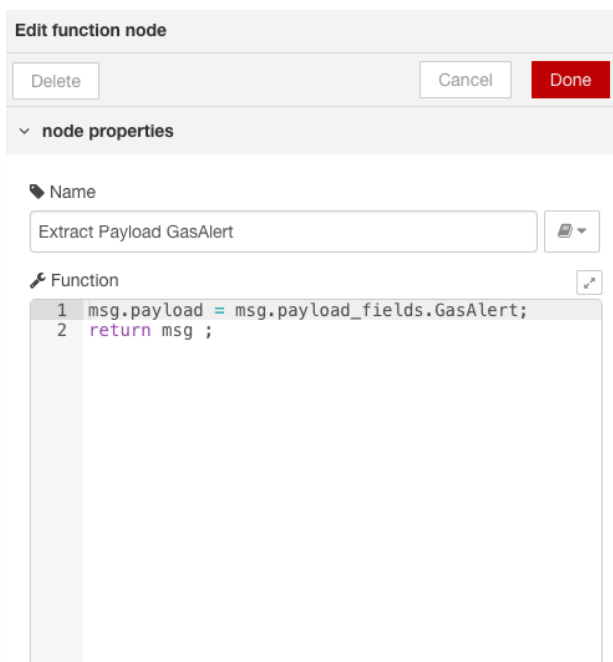 Edit function node
Delete
Cancel
Done
node properties
Name
Extract Payload GasAlert
Function
1 msg.payload = msg.payload_fields.GasAlert;
2 return msg ;